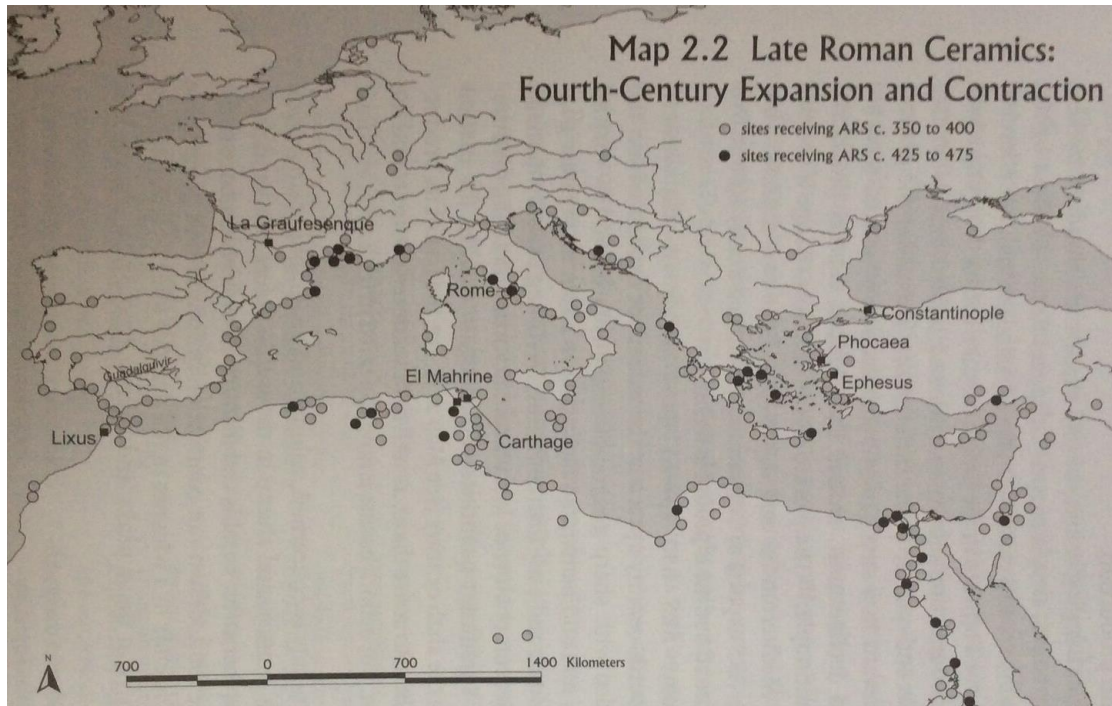 Map 2.2 Late Roman Ceramics:
Fourth-Century Expansion and Contraction
sites receiving ARS c. 350 to 400
sites receiving ARS c. 425 to 475
La Graufesenque
Rome
Constantinople
Phocaea
Ephesus
Guadalquivir
El Mahrine
Lixus
Carthage
N
700 0 700 1400 Kilometers